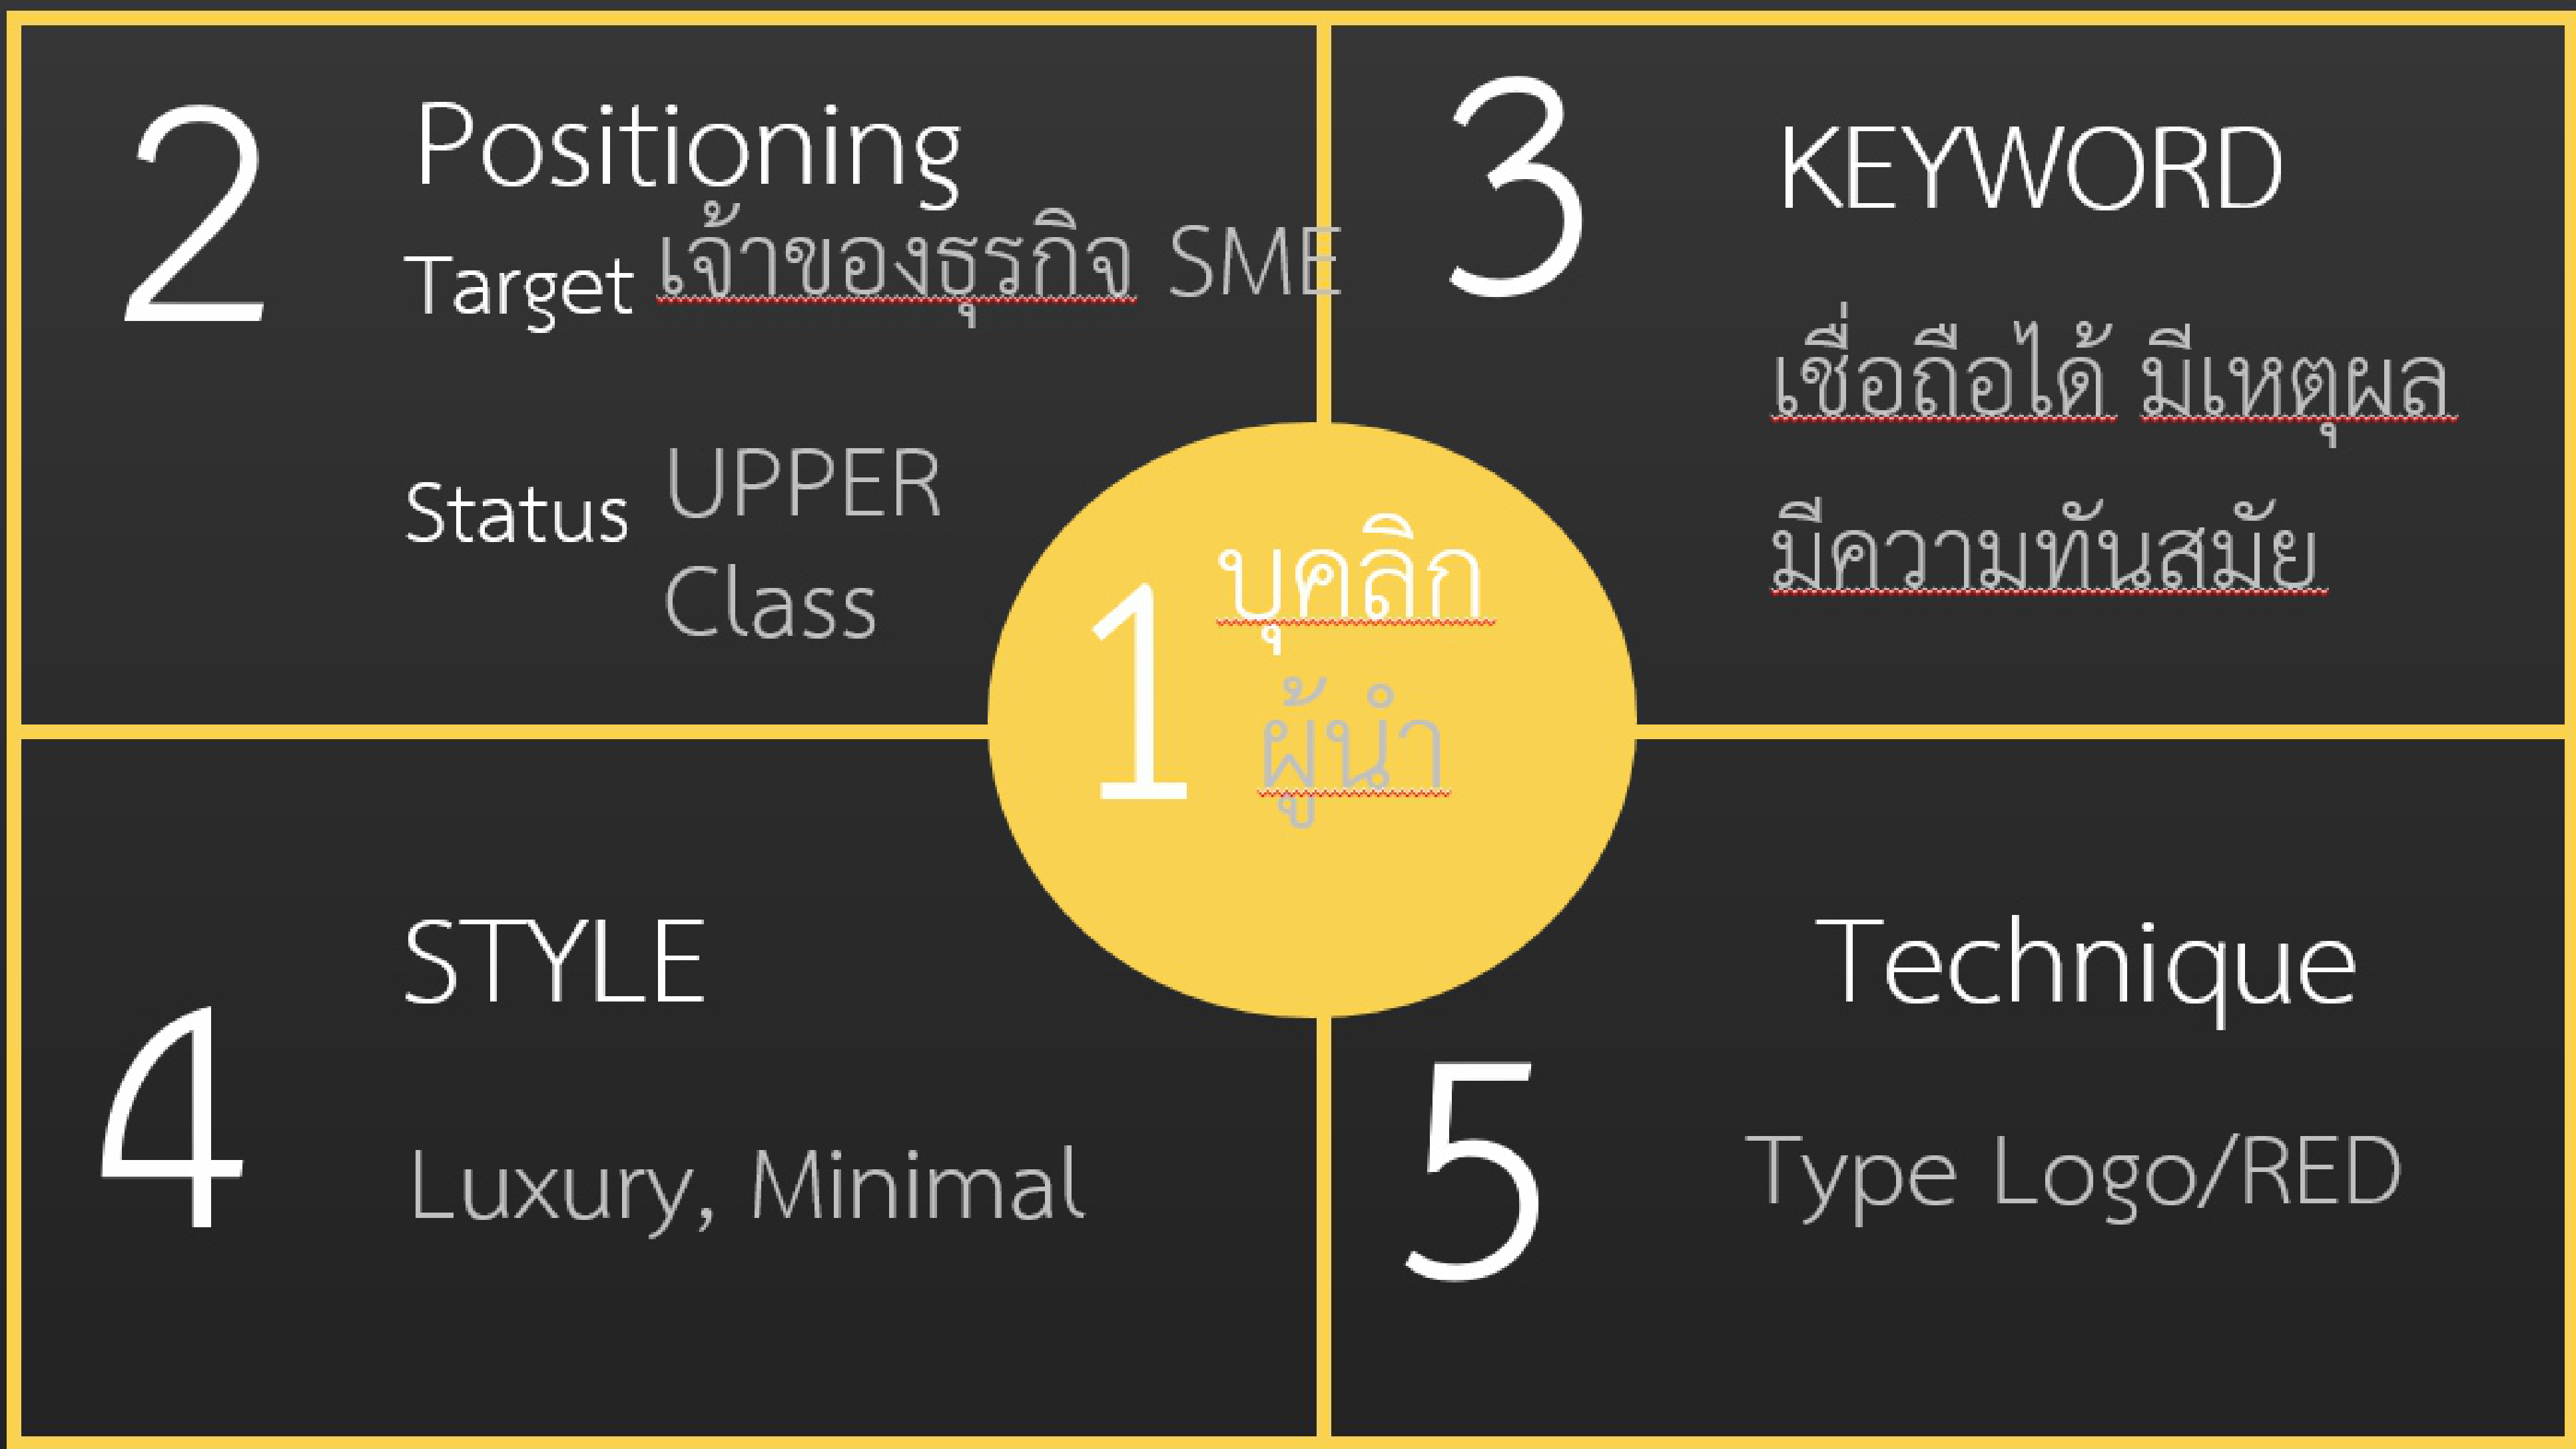 2
Positioning
Target เจ้าของธุรกิจ SME
Status UPPER
Class
3
KEYWORD
เชื่อถือได้ มีเหตุผล
มีความทันสมัย
1
บุคลิก
ผู้นำ
4
STYLE
Luxury, Minimal
5
Technique
Type Logo/RED